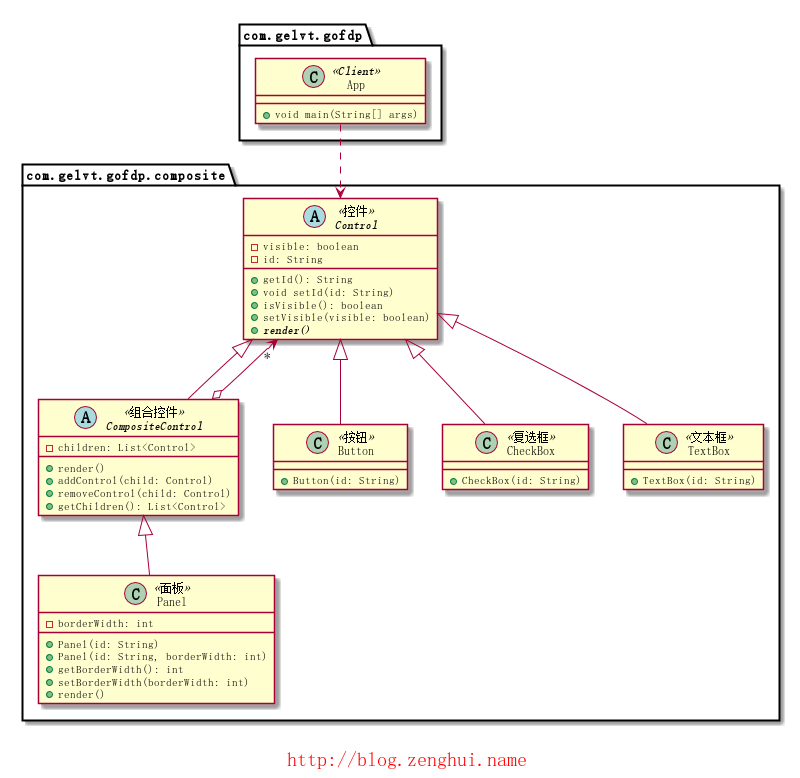 com.gelvt.gofdp
C
«Client»
App
void main(String[] args)
com.gelvt.gofdp.composite
A
«控件»
Control
visible: boolean
id: String
getId(): String
void setId(id: String)
isVisible(): boolean
setVisible(visible: boolean)
render()
*
A
«组合控件»
CompositeControl
children: List<Control>
render()
addControl(child: Control)
removeControl(child: Control)
getChildren(): List<Control>
C
«按钮»
Button
Button(id: String)
C
«复选框»
CheckBox
CheckBox(id: String)
C
«文本框»
TextBox
TextBox(id: String)
C
«面板»
Panel
borderWidth: int
Panel(id: String)
Panel(id: String, borderWidth: int)
getBorderWidth(): int
setBorderWidth(borderWidth: int)
render()
http://blog.zenghui.name